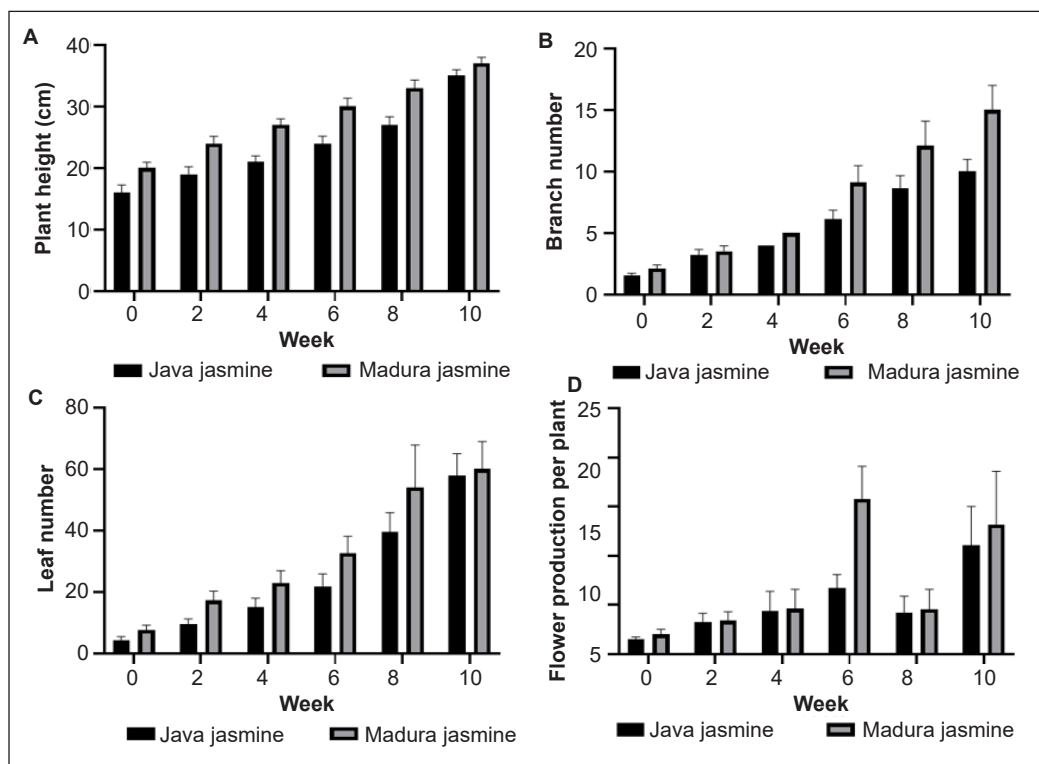 A
Plant height (cm)
40
30
20
10
0
0 2 4 6 8 10
Week
Java jasmine Madura jasmine
B
Branch number
20
15
10
5
0
0 2 4 6 8 10
Week
Java jasmine Madura jasmine
C
Leaf number
80
60
40
20
0
0 2 4 6 8 10
Week
Java jasmine Madura jasmine
D
Flower production per plant
25
20
15
10
5
0 2 4 6 8 10
Week
Java jasmine Madura jasmine